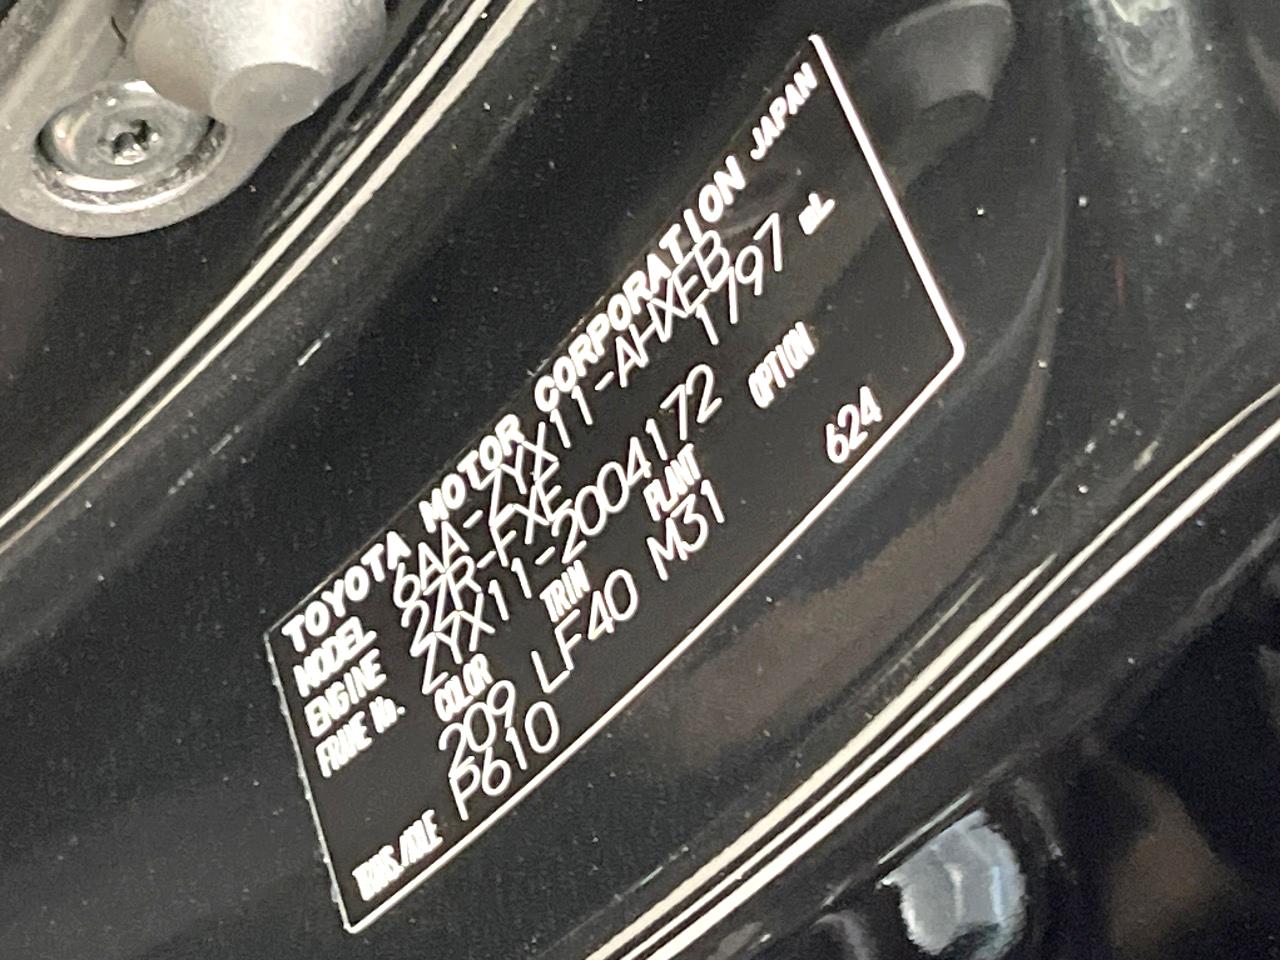 TOYOTA MOTOR CORPORATION JAPAN
MODEL 6AA-ZYX11-AHXEB
ENGINE 2ZR-FXE 1797 mL
FRAME No. ZYX11-2004172
COLOR TRIM PLANT OPTION
209 LF40 M31 624
TRANS./AXLE P610